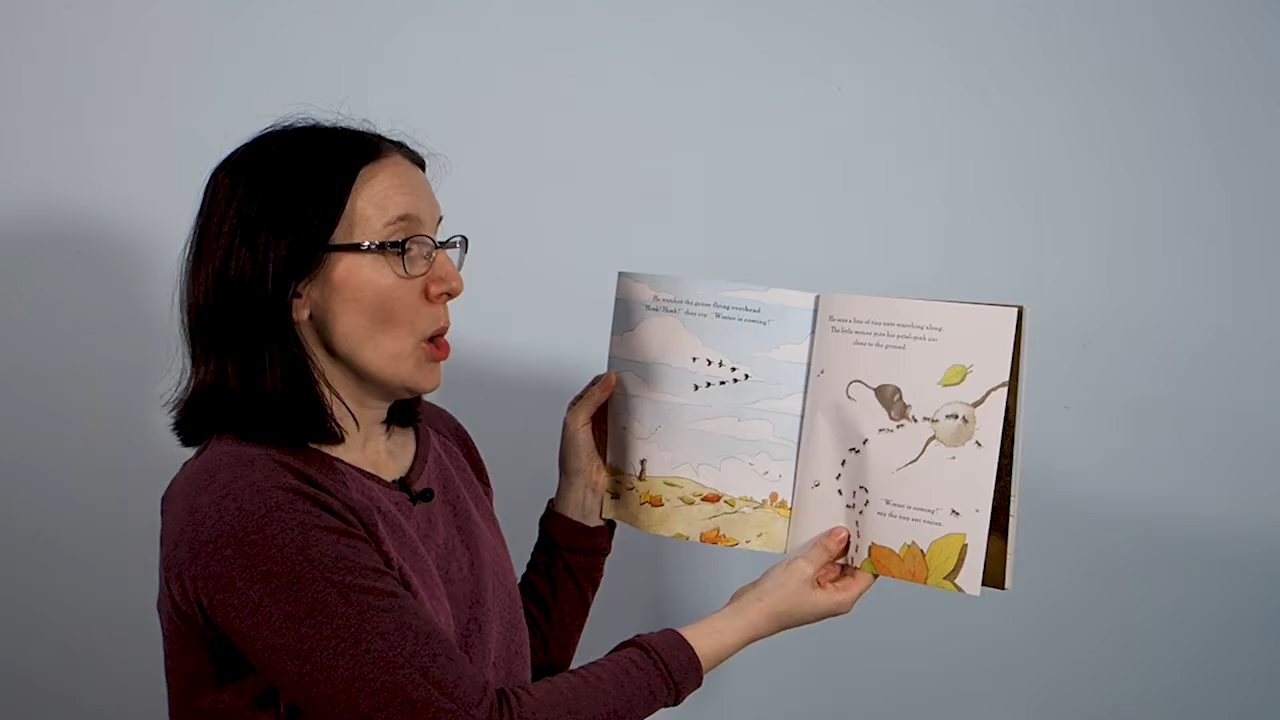 He watches the geese flying overhead.
"Honk! Honk!" they cry. "Winter is coming!"
He sees a line of tiny ants marching along.
The little mouse puts his petal-pink ear
close to the ground.
"Winter is coming!"
say the tiny ant voices.